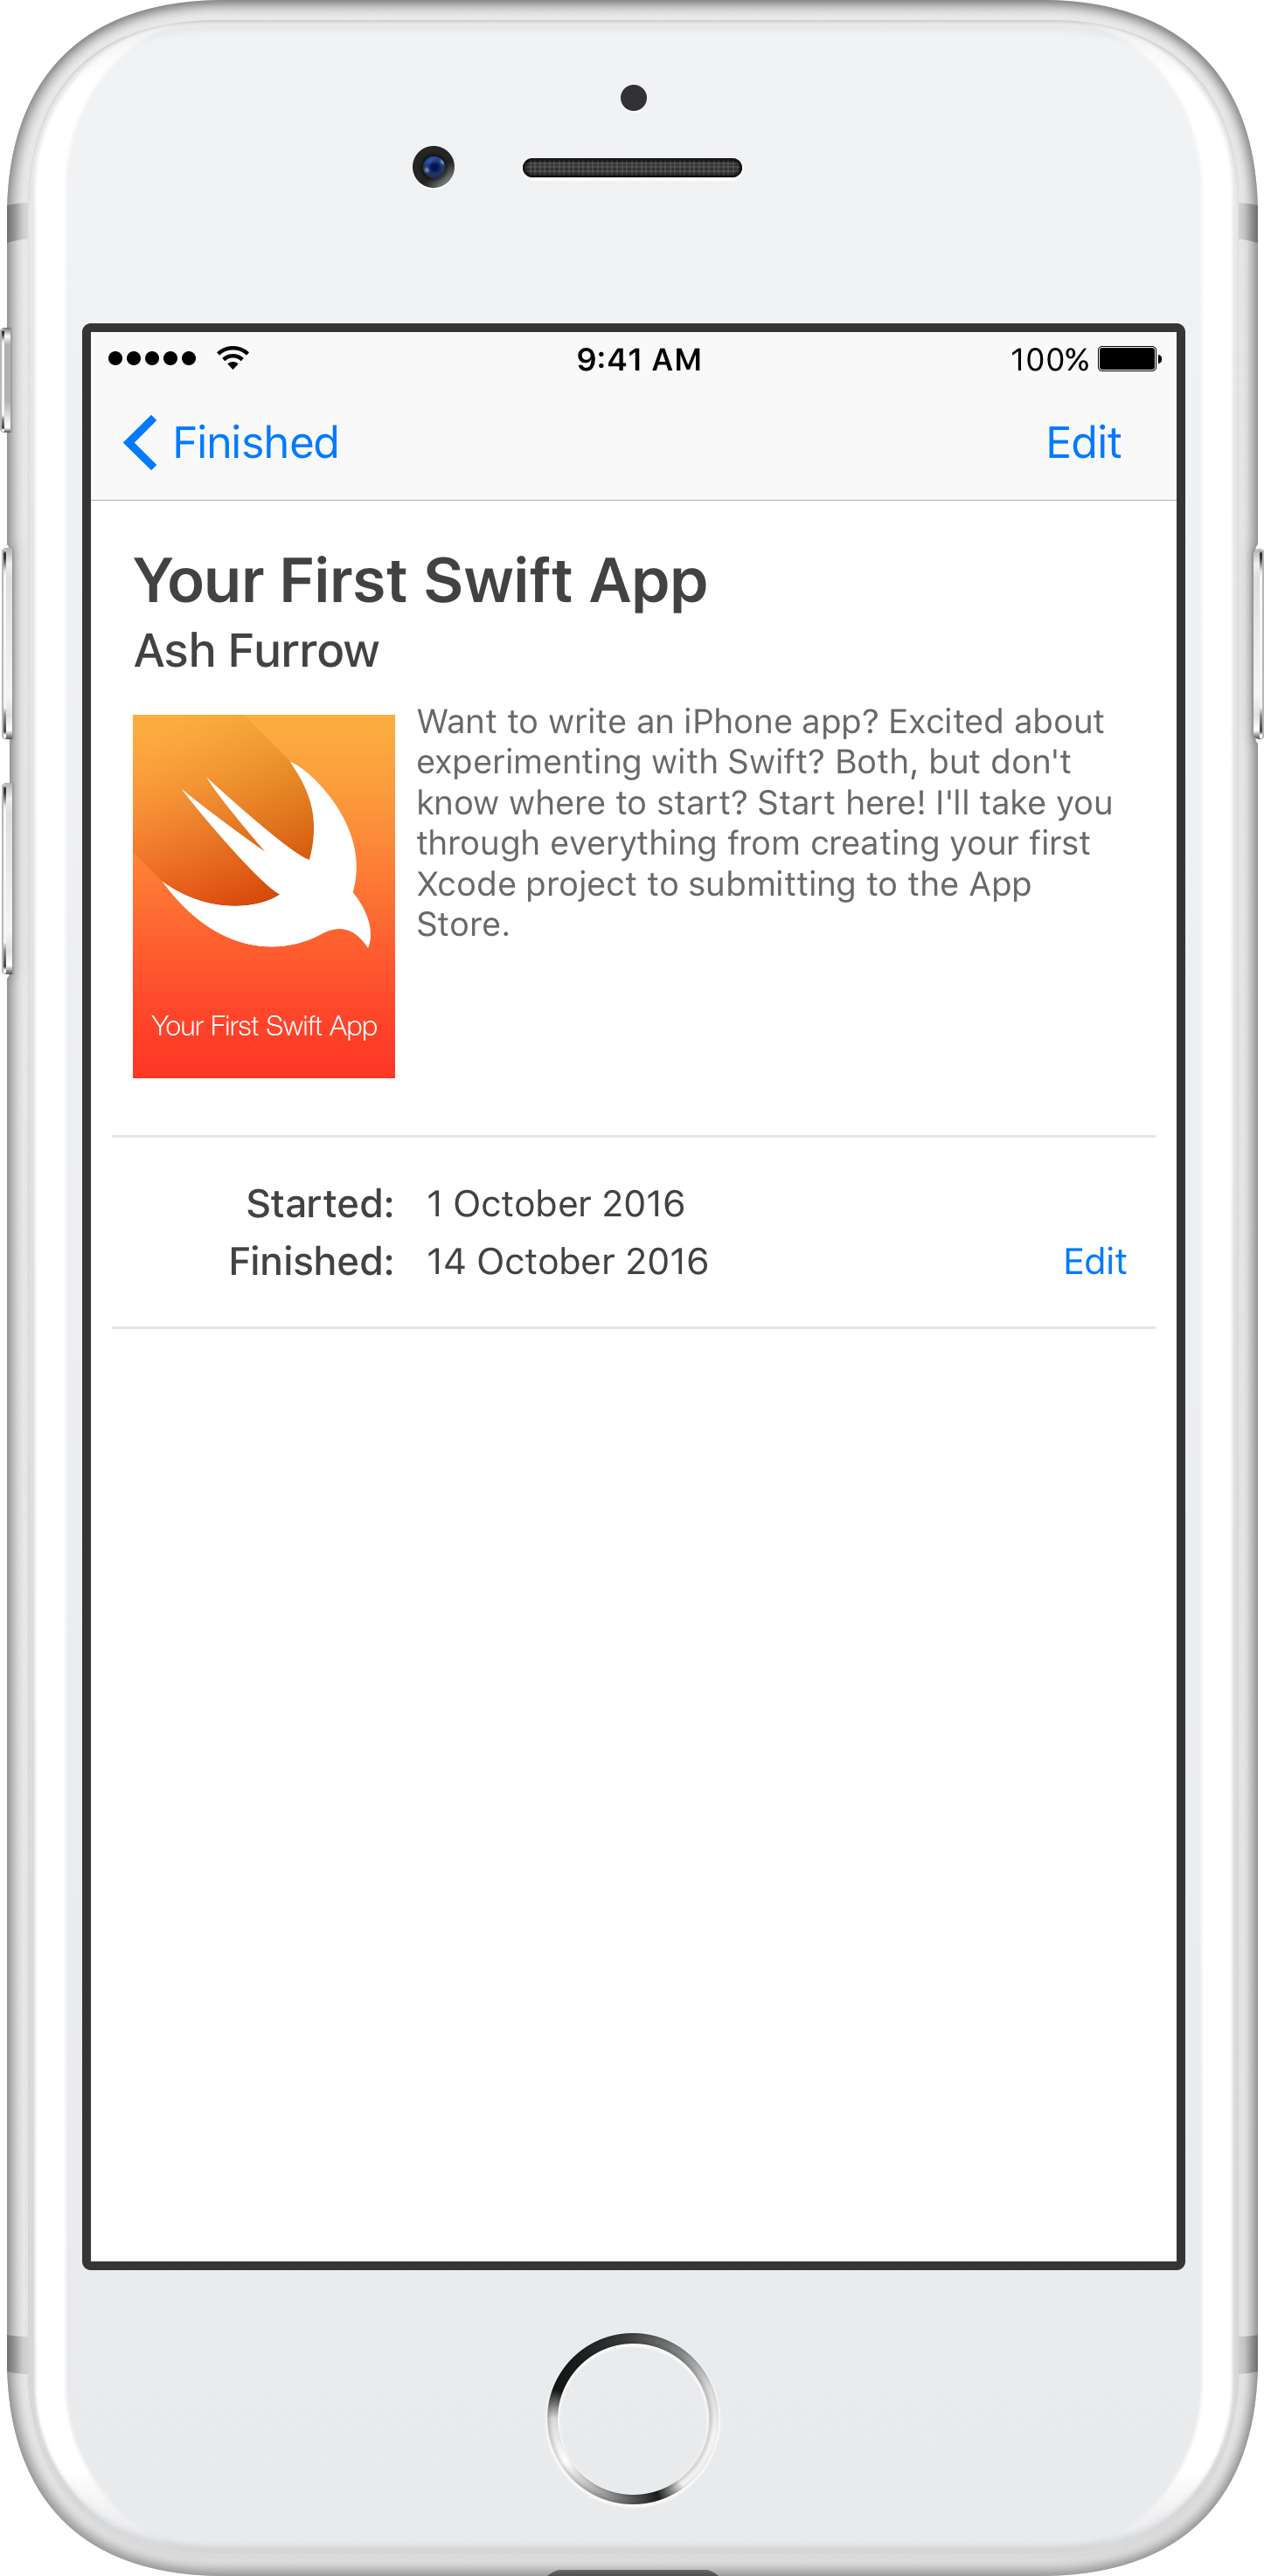 9:41 AM
100%
Finished
Edit
Your First Swift App
Ash Furrow
Want to write an iPhone app? Excited about
experimenting with Swift? Both, but don't
know where to start? Start here! I'll take you
through everything from creating your first
Xcode project to submitting to the App
Store.
Your First Swift App
Started: 1 October 2016
Finished: 14 October 2016
Edit